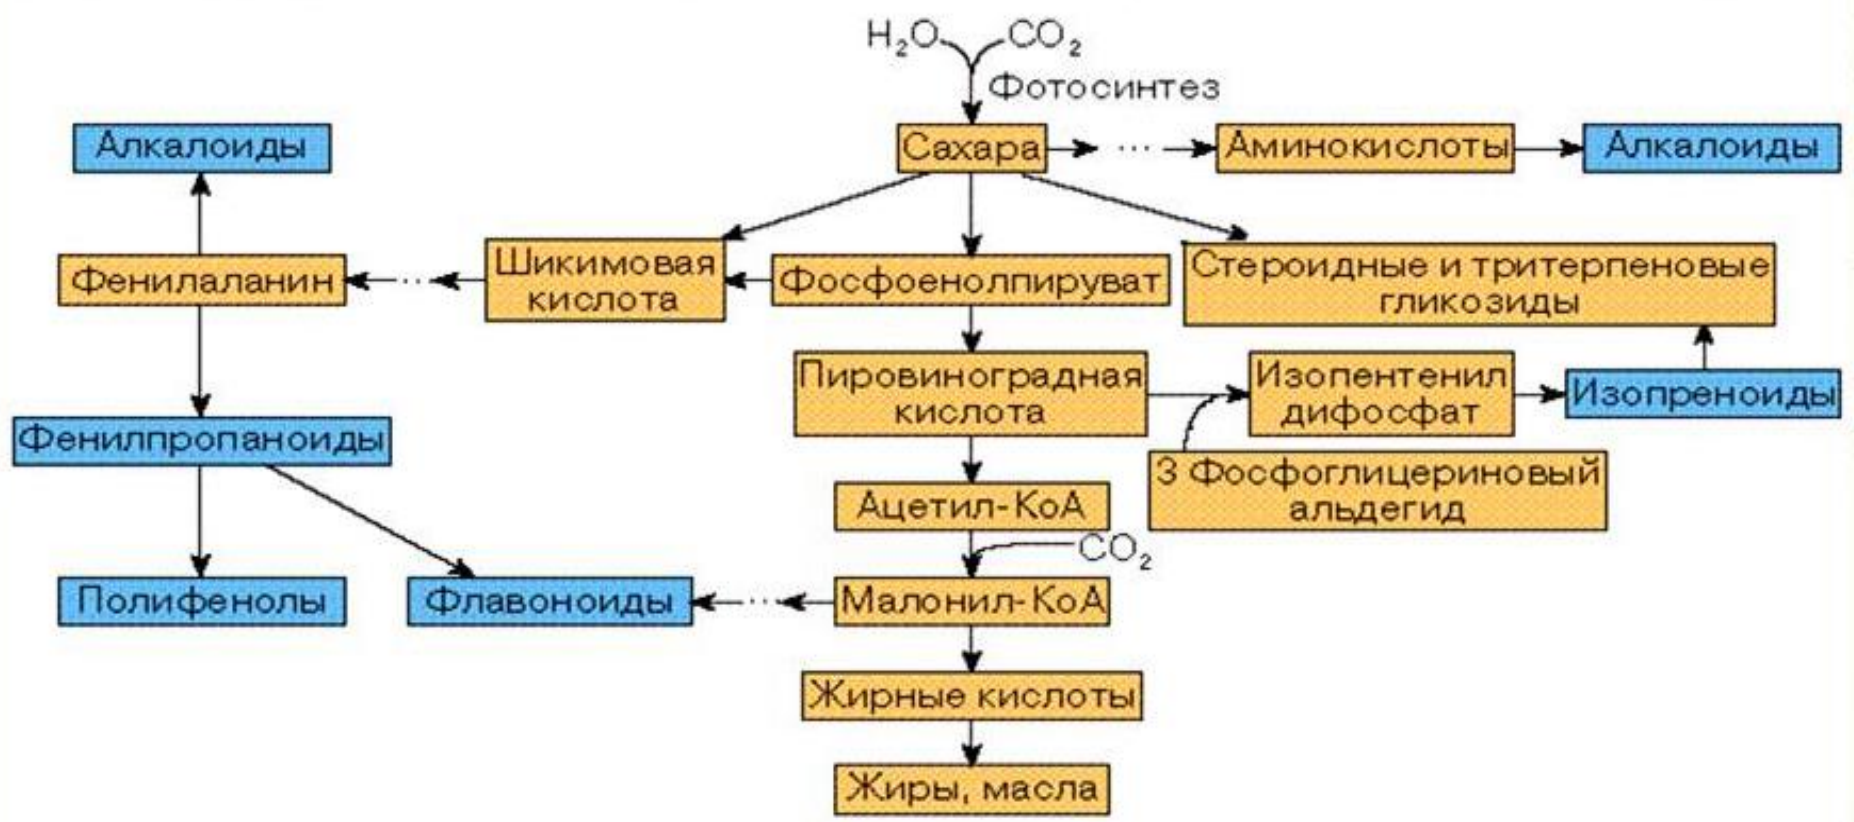 H₂O CO₂
Фотосинтез
Алкалоиды
Сахара
...
Аминокислоты
Алкалоиды
Фенилаланин
...
Шикимовая
кислота
Фосфоенолпируват
Стероидные и тритерпеновые
гликозиды
Пировиноградная
кислота
Изопентенил
дифосфат
Изопреноиды
Фенилпропаноиды
3 Фосфоглицериновый
альдегид
Ацетил-КоА
CO₂
Полифенолы
Флавоноиды
...
Малонил-КоА
Жирные кислоты
Жиры, масла